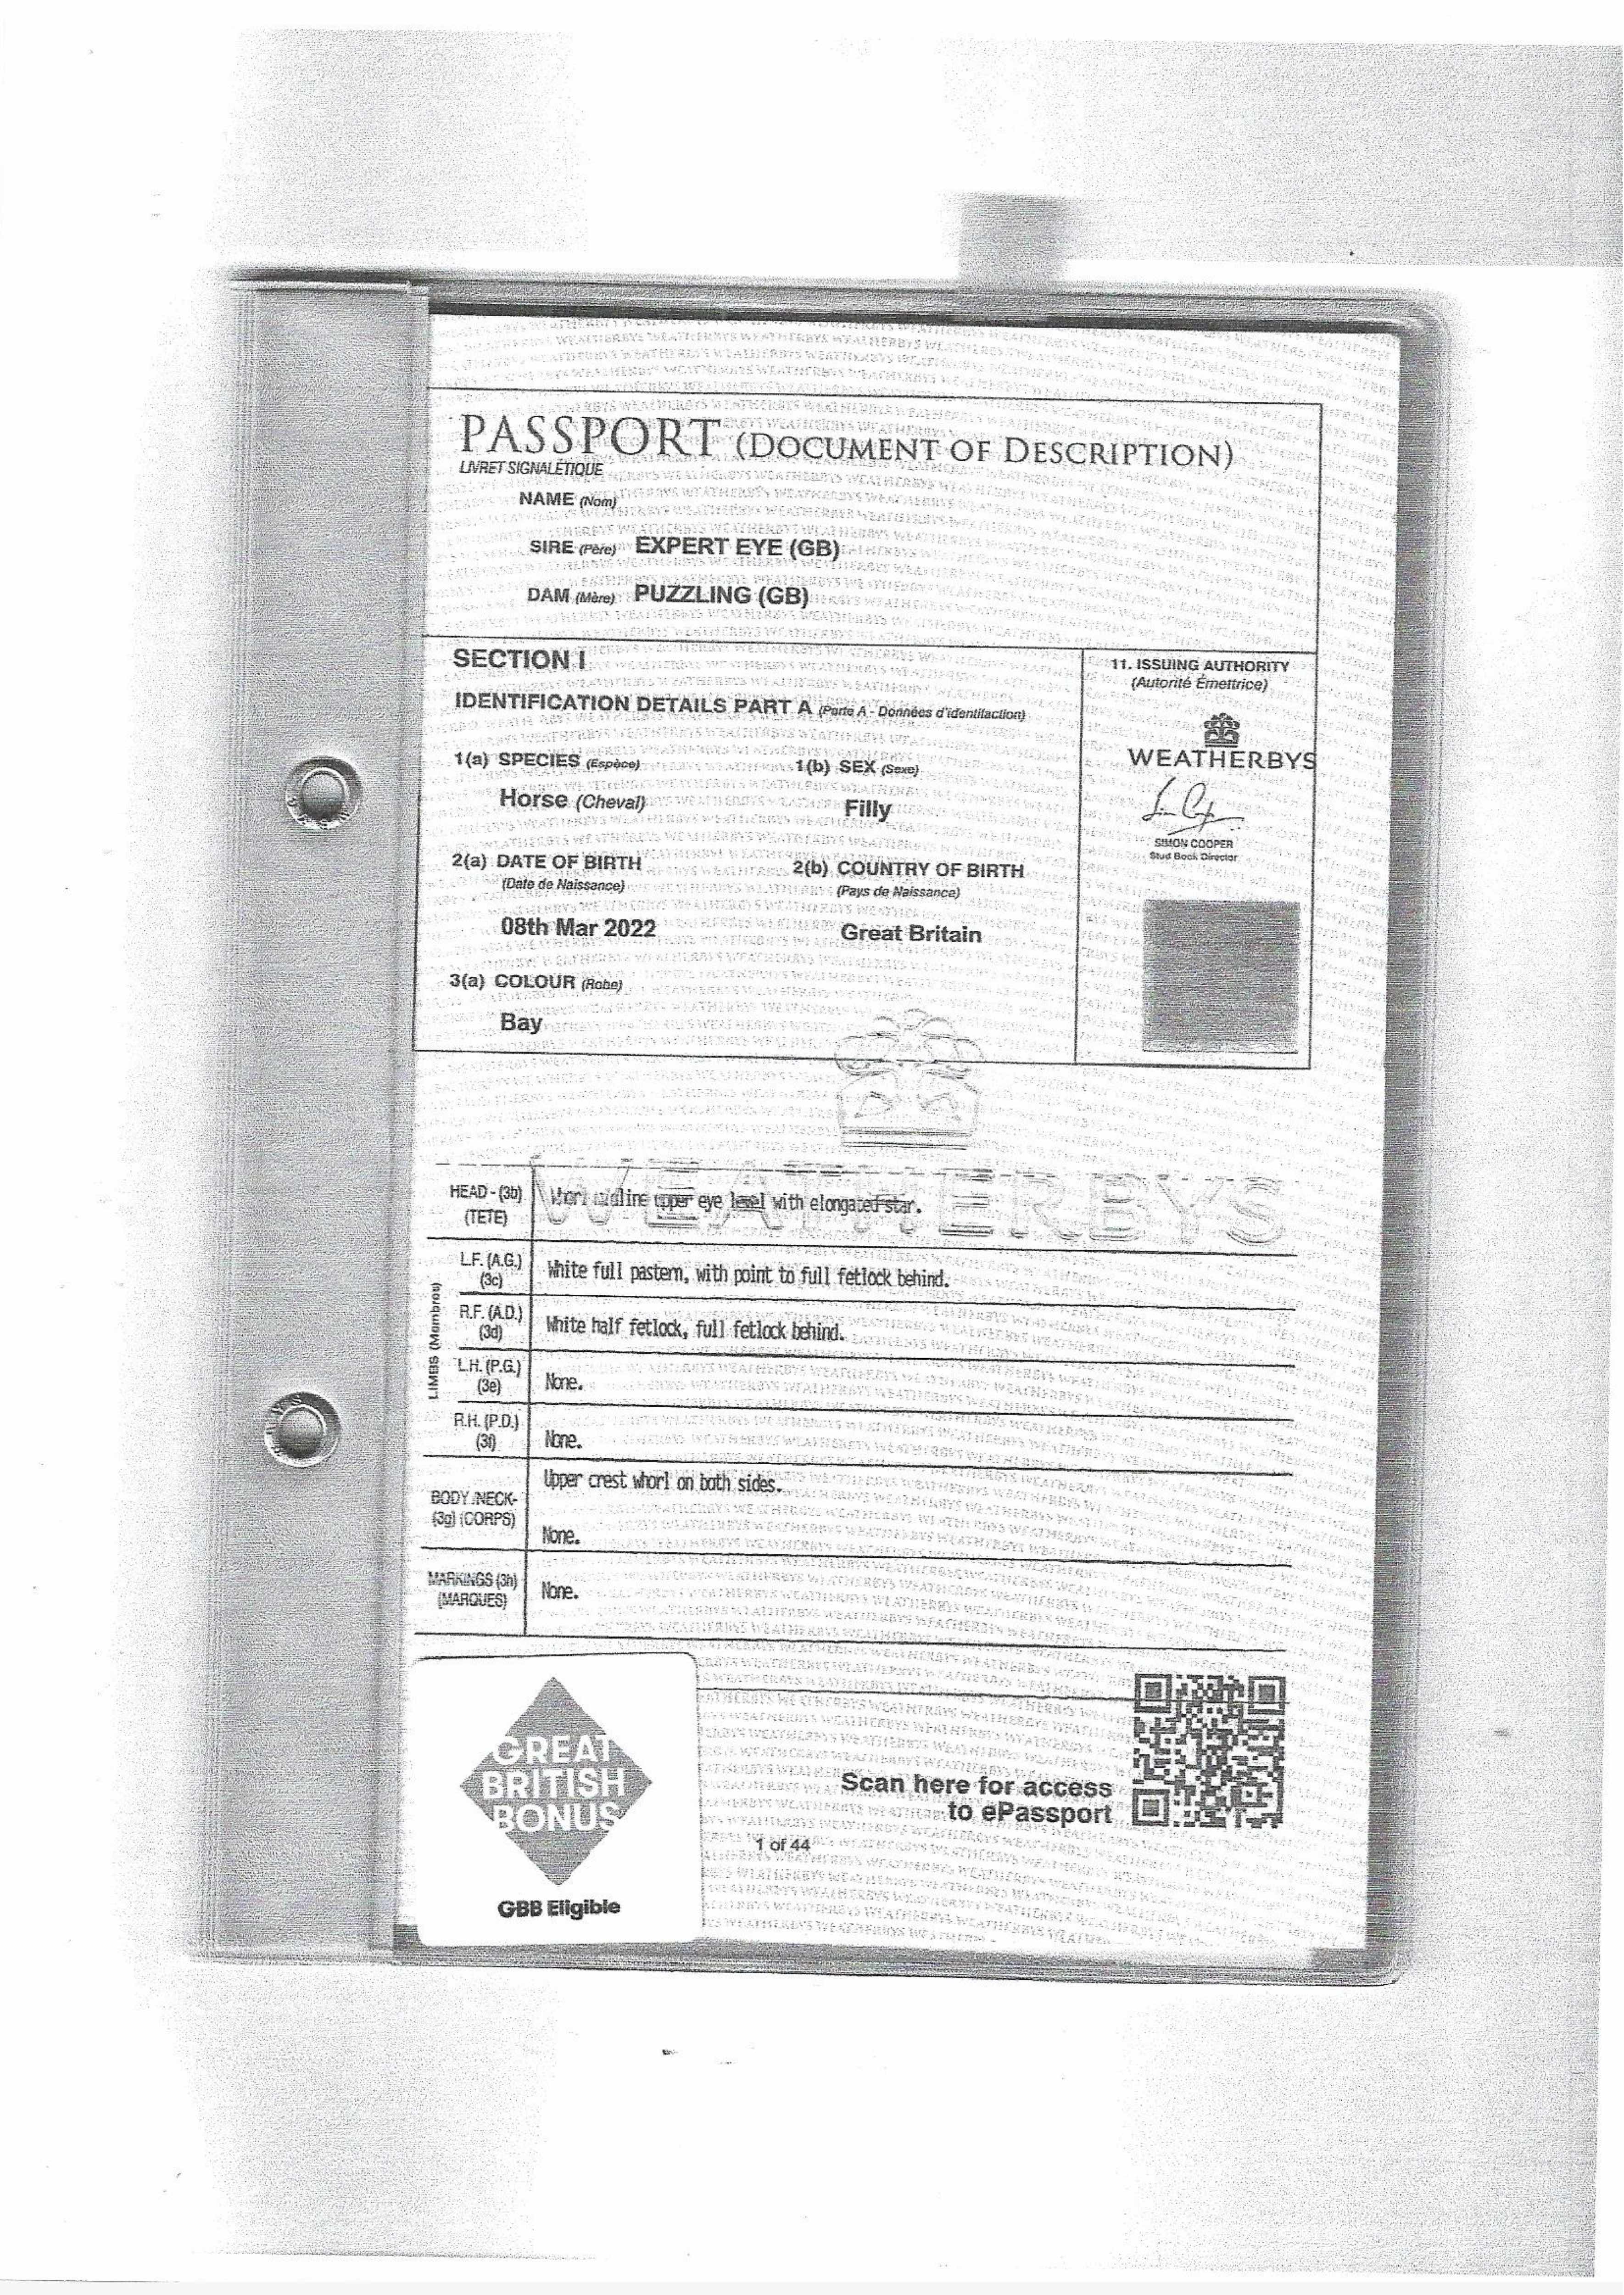 PASSPORT (DOCUMENT OF DESCRIPTION)
LIVRET SIGNALÉTIQUE
NAME (Nom)
SIRE (Père) EXPERT EYE (GB)
DAM (Mère) PUZZLING (GB)
SECTION I
IDENTIFICATION DETAILS PART A (Partie A - Données d'identifaction)
1(a) SPECIES (Espèce) 1(b) SEX (Sexe)
Horse (Cheval) Filly
2(a) DATE OF BIRTH 2(b) COUNTRY OF BIRTH
(Date de Naissance) (Pays de Naissance)
08th Mar 2022 Great Britain
3(a) COLOUR (Robe)
Bay
11. ISSUING AUTHORITY
(Autorité Émettrice)
WEATHERBYS
SIMON COOPER
Stud Book Director
WEATHERBYS
HEAD - (3b) Whorl midline upper eye level with elongated star.
(TETE)
LIMBS (Membres)
L.F. (A.G.) White full pastern, with point to full fetlock behind.
(3c)
R.F. (A.D.) White half fetlock, full fetlock behind.
(3d)
L.H. (P.G.) None.
(3e)
R.H. (P.D.) None.
(3f)
Upper crest whorl on both sides.
BODY /NECK-
(3g) (CORPS)
None.
MARKINGS (3h) None.
(MARQUES)
GREAT
BRITISH
BONUS
GBB Eligible
Scan here for access
to ePassport
1 of 44